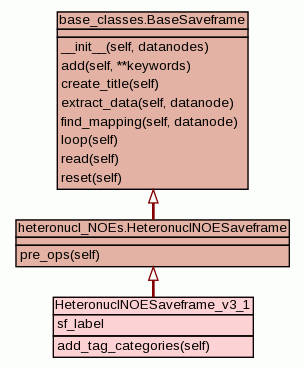 base_classes.BaseSaveframe
__init__(self, datanodes)
add(self, **keywords)
create_title(self)
extract_data(self, datanode)
find_mapping(self, datanode)
loop(self)
read(self)
reset(self)
heteronucl_NOEs.HeteronuclNOESaveframe
pre_ops(self)
HeteronuclNOESaveframe_v3_1
sf_label
add_tag_categories(self)